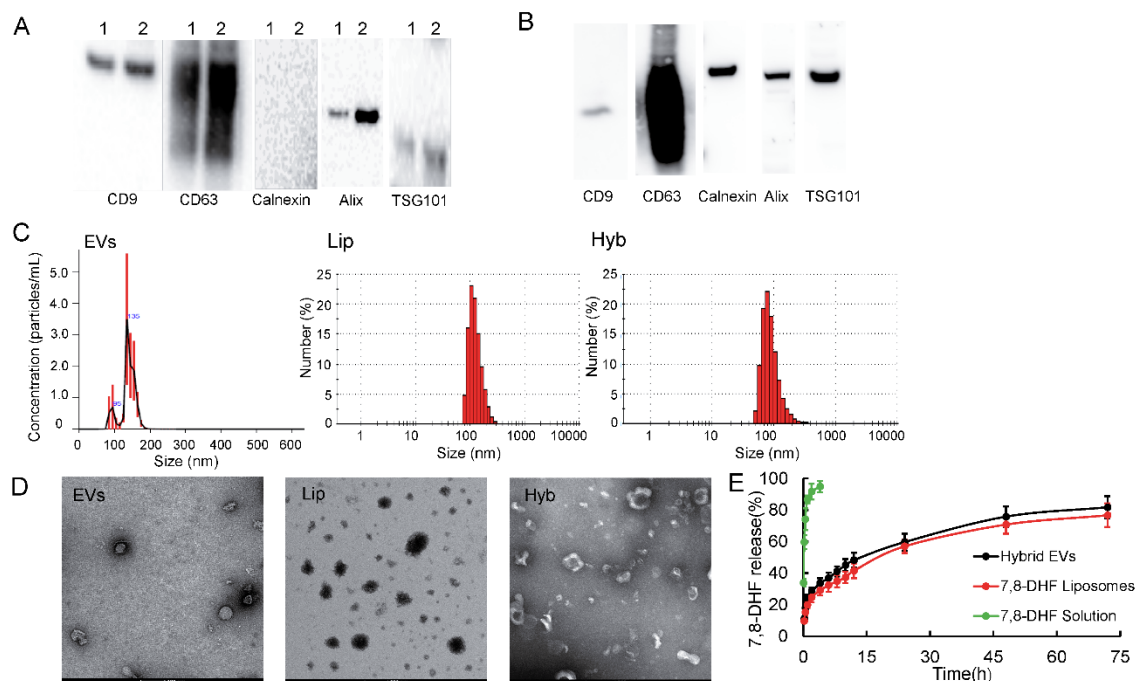 A
1 2 1 2 1 2 1 2 1 2
CD9 CD63 Calnexin Alix TSG101
B
CD9 CD63 Calnexin Alix TSG101
C
EVs
Concentration (particles/mL)
5.0
4.0
3.0
2.0
1.0
0
135
95
0 100 200 300 400 500 600
Size (nm)
Lip
Number (%)
25
20
15
10
5
0
1 10 100 1000 10000
Size (nm)
Hyb
Number (%)
25
20
15
10
5
0
1 10 100 1000 10000
Size (nm)
D
EVs
Lip
Hyb
E
7,8-DHF release(%)
100
80
60
40
20
0
Hybrid EVs
7,8-DHF Liposomes
7,8-DHF Solution
0 15 30 45 60 75
Time(h)